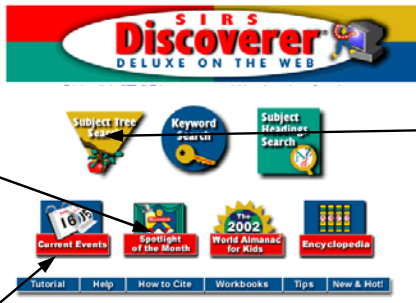 SIRS
Discoverer®
DELUXE ON THE WEB
Subject Tree Search
Keyword Search
Subject Headings Search
16
Current Events
Spotlight of the Month
The 2002 World Almanac for Kids
Encyclopedia
Tutorial Help How to Cite Workbooks Tips New & Hot!